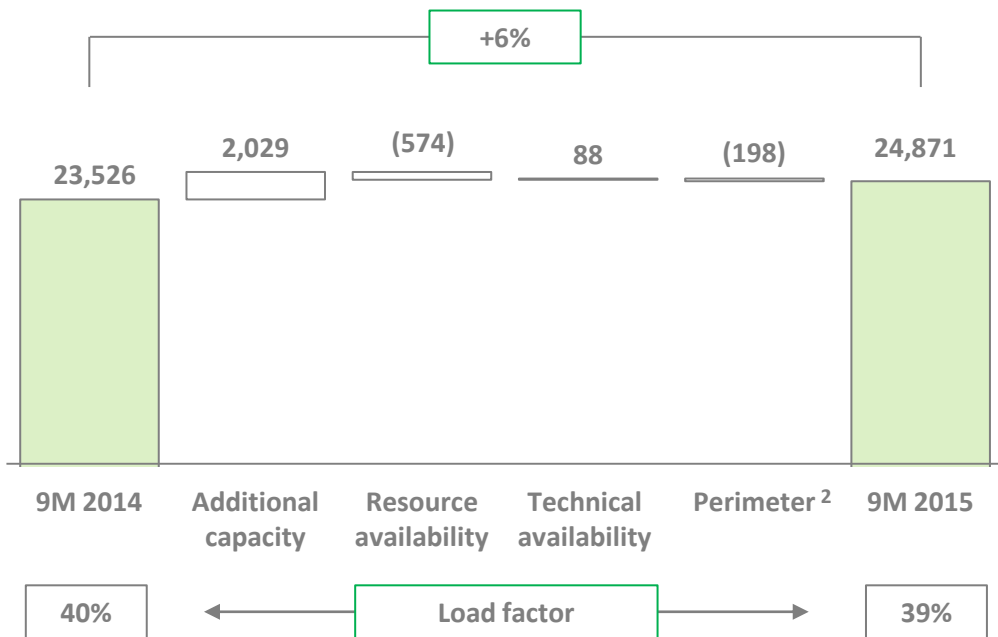 +6%
23,526
2,029
(574)
88
(198)
24,871
9M 2014
Additional
capacity
Resource
availability
Technical
availability
Perimeter 2
9M 2015
40%
Load factor
39%